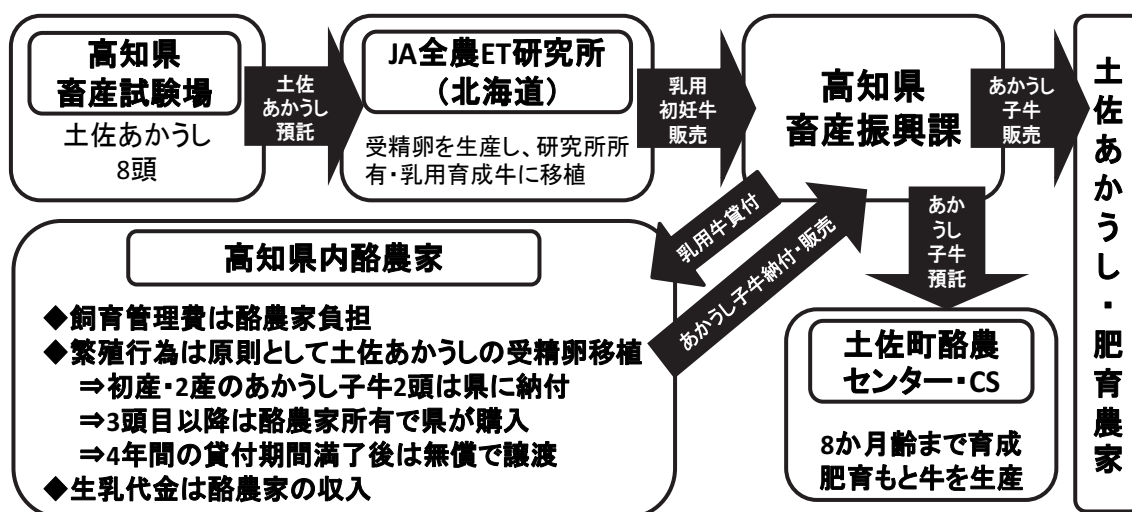 高知県
畜産試験場
土佐あかうし
8頭
土佐
あかうし
預託
JA全農ET研究所
（北海道）
受精卵を生産し、研究所所
有・乳用育成牛に移植
乳用
初妊牛
販売
高知県
畜産振興課
あかうし
子牛
販売
土佐あかうし・肥育農家
乳用牛貸付
あかうし子牛納付・販売
あか
うし
子牛
預託
高知県内酪農家
◆飼育管理費は酪農家負担
◆繁殖行為は原則として土佐あかうしの受精卵移植
⇒初産・2産のあかうし子牛2頭は県に納付
⇒3頭目以降は酪農家所有で県が購入
⇒4年間の貸付期間満了後は無償で譲渡
◆生乳代金は酪農家の収入
土佐町酪農
センター・CS
8か月齢まで育成
肥育もと牛を生産